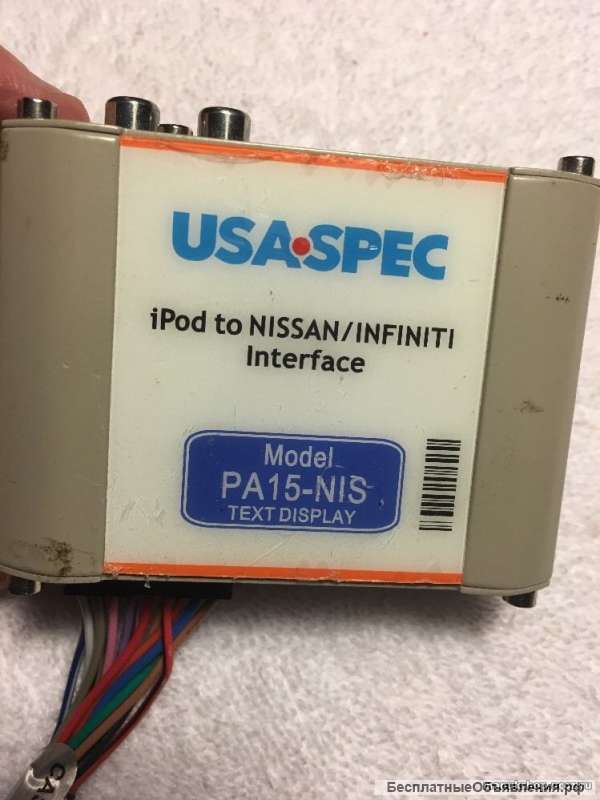 USA SPEC
iPod to NISSAN/INFINITI
Interface
Model
PA15-NIS
TEXT DISPLAY
БесплатныеОбъявления.рф